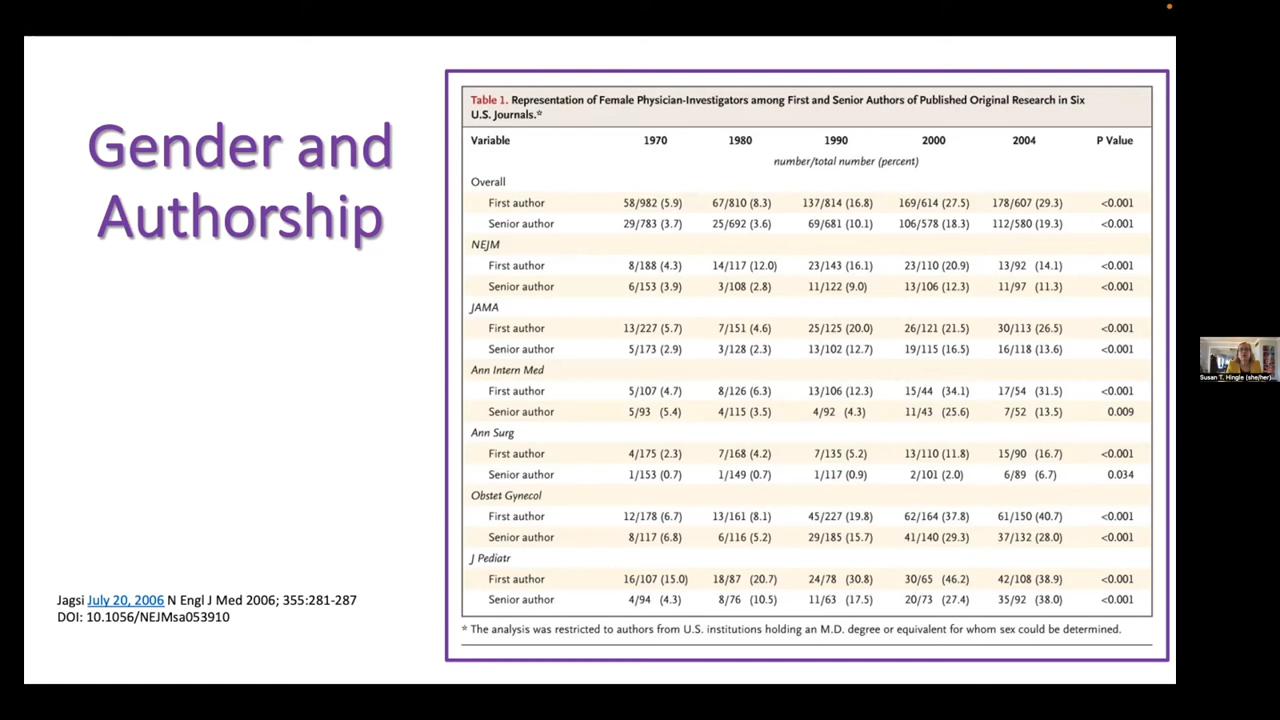 Gender and
Authorship
Jagsi July 20, 2006 N Engl J Med 2006; 355:281-287
DOI: 10.1056/NEJMsa053910
Table 1. Representation of Female Physician-Investigators among First and Senior Authors of Published Original Research in Six
U.S. Journals.*
Variable 1970 1980 1990 2000 2004 P Value
number/total number (percent)
Overall
First author 58/982 (5.9) 67/810 (8.3) 137/814 (16.8) 169/614 (27.5) 178/607 (29.3) <0.001
Senior author 29/783 (3.7) 25/692 (3.6) 69/681 (10.1) 106/578 (18.3) 112/580 (19.3) <0.001
NEJM
First author 8/188 (4.3) 14/117 (12.0) 23/143 (16.1) 23/110 (20.9) 13/92 (14.1) <0.001
Senior author 6/153 (3.9) 3/108 (2.8) 11/122 (9.0) 13/106 (12.3) 11/97 (11.3) <0.001
JAMA
First author 13/227 (5.7) 7/151 (4.6) 25/125 (20.0) 26/121 (21.5) 30/113 (26.5) <0.001
Senior author 5/173 (2.9) 3/128 (2.3) 13/102 (12.7) 19/115 (16.5) 16/118 (13.6) <0.001
Ann Intern Med
First author 5/107 (4.7) 8/126 (6.3) 13/106 (12.3) 15/44 (34.1) 17/54 (31.5) <0.001
Senior author 5/93 (5.4) 4/115 (3.5) 4/92 (4.3) 11/43 (25.6) 7/52 (13.5) 0.009
Ann Surg
First author 4/175 (2.3) 7/168 (4.2) 7/135 (5.2) 13/110 (11.8) 15/90 (16.7) <0.001
Senior author 1/153 (0.7) 1/149 (0.7) 1/117 (0.9) 2/101 (2.0) 6/89 (6.7) 0.034
Obstet Gynecol
First author 12/178 (6.7) 13/161 (8.1) 45/227 (19.8) 62/164 (37.8) 61/150 (40.7) <0.001
Senior author 8/117 (6.8) 6/116 (5.2) 29/185 (15.7) 41/140 (29.3) 37/132 (28.0) <0.001
J Pediatr
First author 16/107 (15.0) 18/87 (20.7) 24/78 (30.8) 30/65 (46.2) 42/108 (38.9) <0.001
Senior author 4/94 (4.3) 8/76 (10.5) 11/63 (17.5) 20/73 (27.4) 35/92 (38.0) <0.001
* The analysis was restricted to authors from U.S. institutions holding an M.D. degree or equivalent for whom sex could be determined.
Susan T. Hingle (she/her)